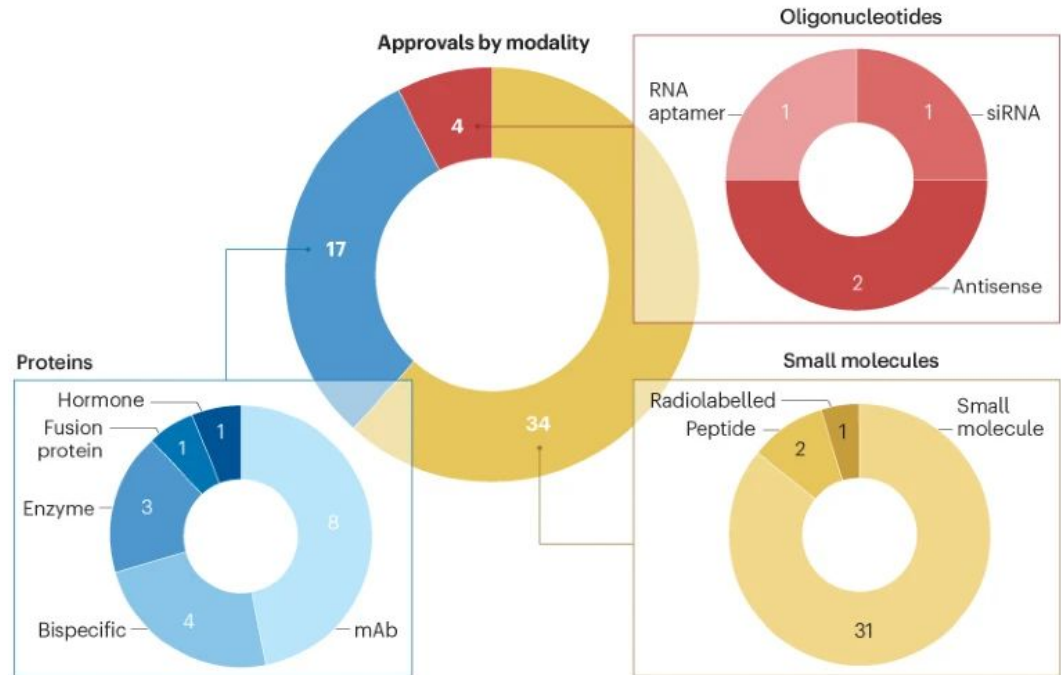 Approvals by modality
4
17
34
Oligonucleotides
RNA
aptamer
1
1
siRNA
2
Antisense
Proteins
Hormone
Fusion
protein
1
1
Enzyme
3
8
Bispecific
4
mAb
Small molecules
Radiolabelled
Peptide
2
1
Small
molecule
31